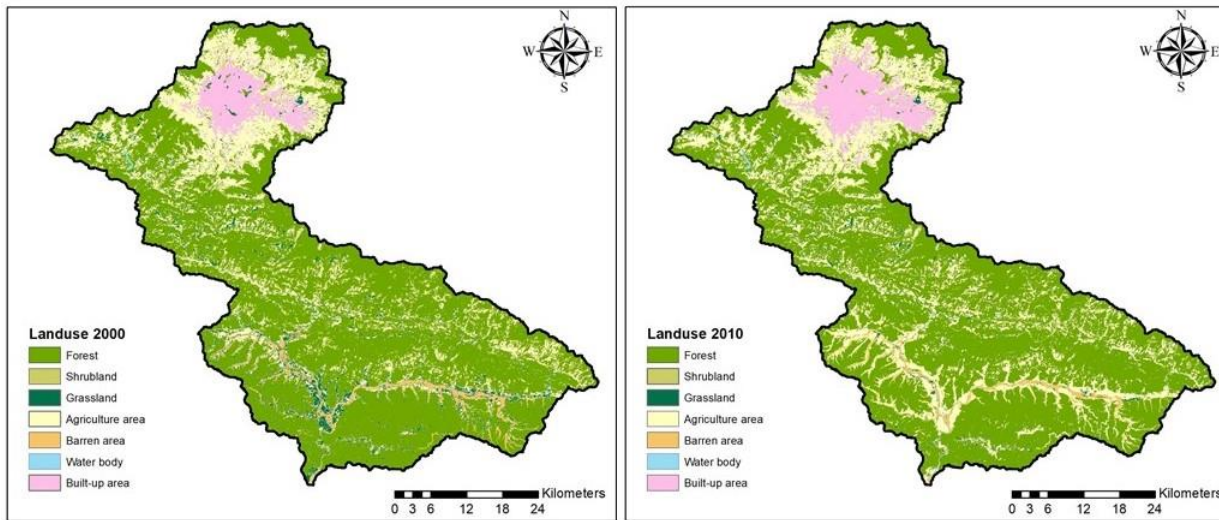 N
W E
S
Landuse 2000
Forest
Shrubland
Grassland
Agriculture area
Barren area
Water body
Built-up area
Kilometers
0 3 6 12 18 24
N
W E
S
Landuse 2010
Forest
Shrubland
Grassland
Agriculture area
Barren area
Water body
Built-up area
Kilometers
0 3 6 12 18 24